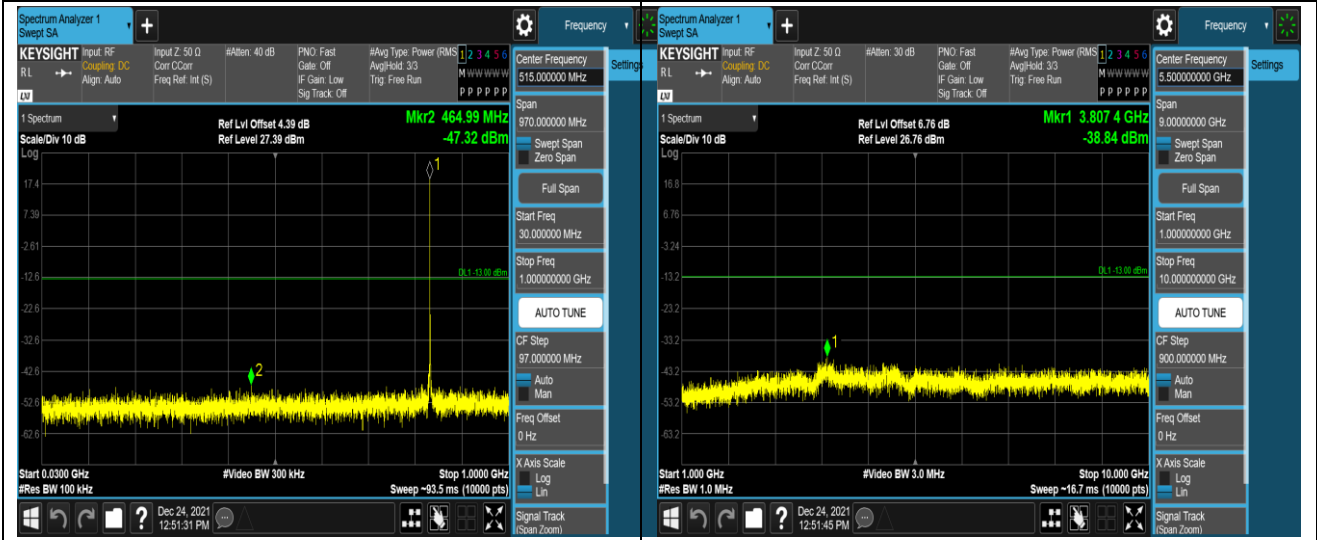 Spectrum Analyzer 1
Swept SA
+
Frequency
KEYSIGHT
RL
LXI
Input: RF
Coupling: DC
Align: Auto
Input Z: 50 Ω
Corr CCorr
Freq Ref: Int (S)
#Atten: 40 dB
PNO: Fast
Gate: Off
IF Gain: Low
Sig Track: Off
#Avg Type: Power (RMS
Avg|Hold: 3/3
Trig: Free Run
1 2 3 4 5 6
M W W W W W
P P P P P P
Center Frequency
515.000000 MHz
Settings
Span
970.000000 MHz
Swept Span
Zero Span
Full Span
Start Freq
30.000000 MHz
Stop Freq
1.000000000 GHz
AUTO TUNE
CF Step
97.000000 MHz
Auto
Man
Freq Offset
0 Hz
X Axis Scale
Log
Lin
Signal Track
(Span Zoom)
1 Spectrum
Scale/Div 10 dB
Log
Ref Lvl Offset 4.39 dB
Ref Level 27.39 dBm
Mkr2 464.99 MHz
-47.32 dBm
1
17.4
7.39
-2.61
-12.6
DL1 -13.00 dBm
-22.6
-32.6
-42.6
2
-52.6
-62.6
Start 0.0300 GHz
#Res BW 100 kHz
#Video BW 300 kHz
Stop 1.0000 GHz
Sweep ~93.5 ms (10000 pts)
?
Dec 24, 2021
12:51:31 PM
Spectrum Analyzer 1
Swept SA
+
Frequency
KEYSIGHT
RL
LXI
Input: RF
Coupling: DC
Align: Auto
Input Z: 50 Ω
Corr CCorr
Freq Ref: Int (S)
#Atten: 30 dB
PNO: Fast
Gate: Off
IF Gain: Low
Sig Track: Off
#Avg Type: Power (RMS
Avg|Hold: 3/3
Trig: Free Run
1 2 3 4 5 6
M W W W W W
P P P P P P
Center Frequency
5.500000000 GHz
Settings
Span
9.00000000 GHz
Swept Span
Zero Span
Full Span
Start Freq
1.000000000 GHz
Stop Freq
10.000000000 GHz
AUTO TUNE
CF Step
900.000000 MHz
Auto
Man
Freq Offset
0 Hz
X Axis Scale
Log
Lin
Signal Track
(Span Zoom)
1 Spectrum
Scale/Div 10 dB
Log
Ref Lvl Offset 6.76 dB
Ref Level 26.76 dBm
Mkr1 3.807 4 GHz
-38.84 dBm
16.8
6.76
-3.24
-13.2
DL1 -13.00 dBm
-23.2
-33.2
1
-43.2
-53.2
-63.2
Start 1.000 GHz
#Res BW 1.0 MHz
#Video BW 3.0 MHz
Stop 10.000 GHz
Sweep ~16.7 ms (10000 pts)
?
Dec 24, 2021
12:51:45 PM